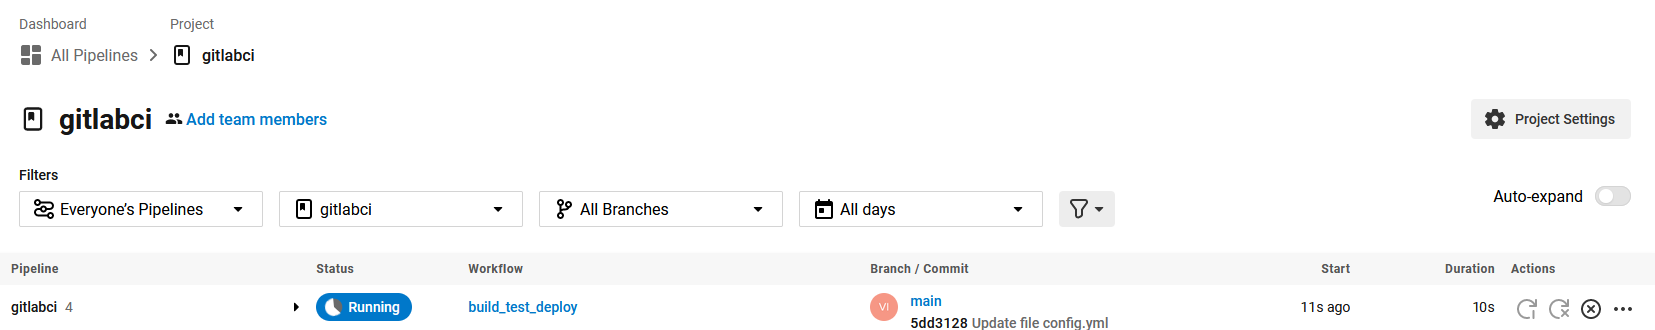 Dashboard Project
All Pipelines gitlabci
gitlabci Add team members Project Settings
Filters
Everyone's Pipelines gitlabci All Branches All days Auto-expand
Pipeline Status Workflow Branch / Commit Start Duration Actions
gitlabci 4 Running build_test_deploy VI main 11s ago 10s
5dd3128 Update file config.yml